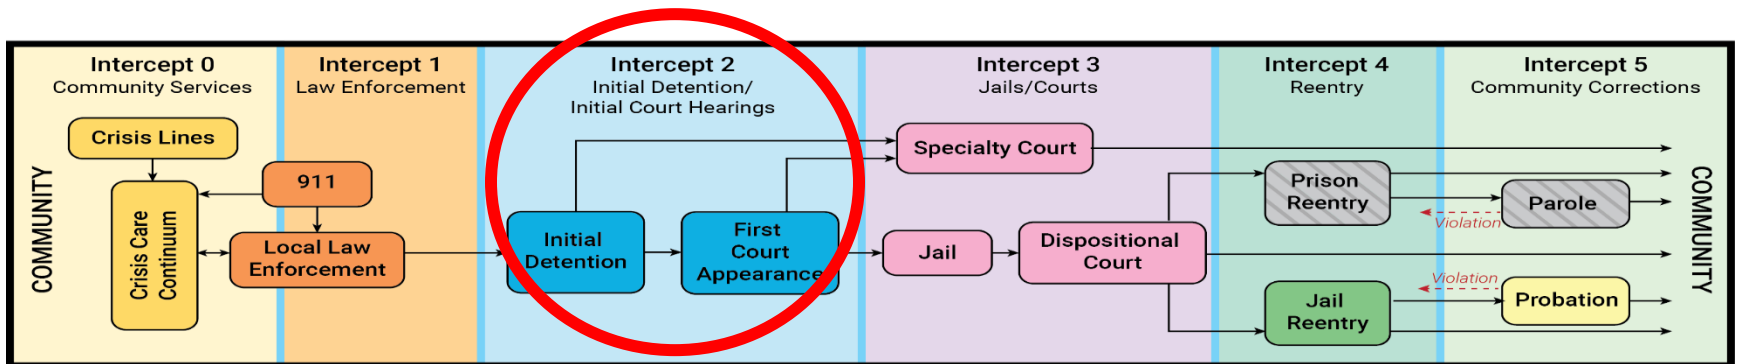 Intercept 0
Community Services
Intercept 1
Law Enforcement
Intercept 2
Initial Detention/
Initial Court Hearings
Intercept 3
Jails/Courts
Intercept 4
Reentry
Intercept 5
Community Corrections
COMMUNITY
Crisis Lines
911
Crisis Care
Continuum
Local Law
Enforcement
Initial
Detention
First
Court
Appearance
Specialty Court
Jail
Dispositional
Court
Prison
Reentry
Parole
Violation
Violation
Jail
Reentry
Probation
COMMUNITY